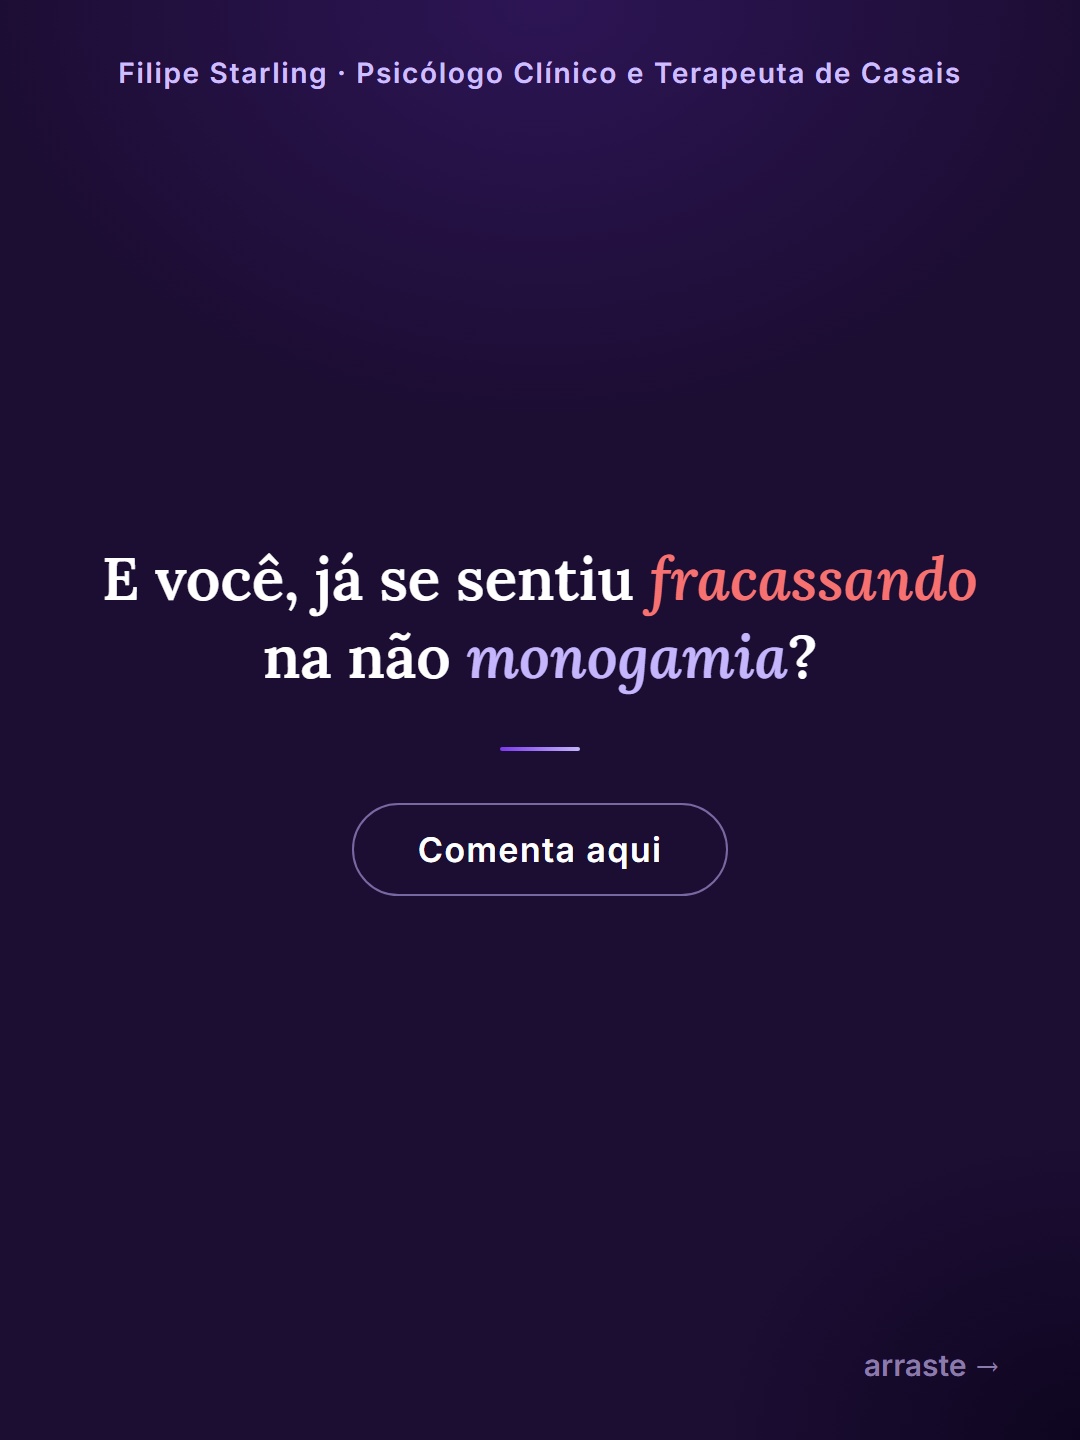 Filipe Starling · Psicólogo Clínico e Terapeuta de Casais
E você, já se sentiu fracassando
na não monogamia?
Comenta aqui
arraste →